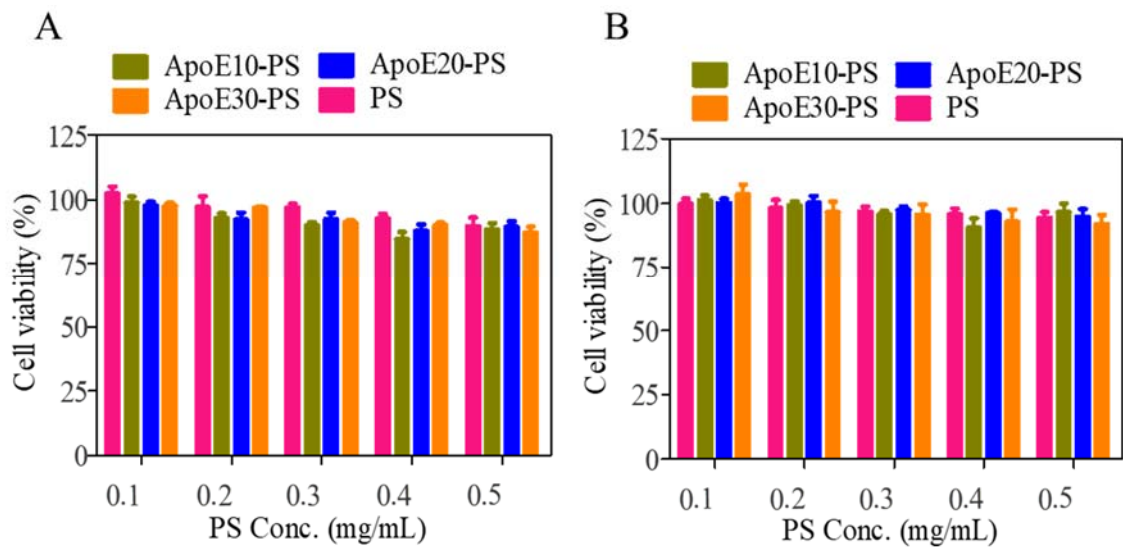 A
ApoE10-PS ApoE20-PS
ApoE30-PS PS
125
100
75
50
25
0
Cell viability (%)
0.1 0.2 0.3 0.4 0.5
PS Conc. (mg/mL)
B
ApoE10-PS ApoE20-PS
ApoE30-PS PS
125
100
75
50
25
0
Cell viability (%)
0.1 0.2 0.3 0.4 0.5
PS Conc. (mg/mL)